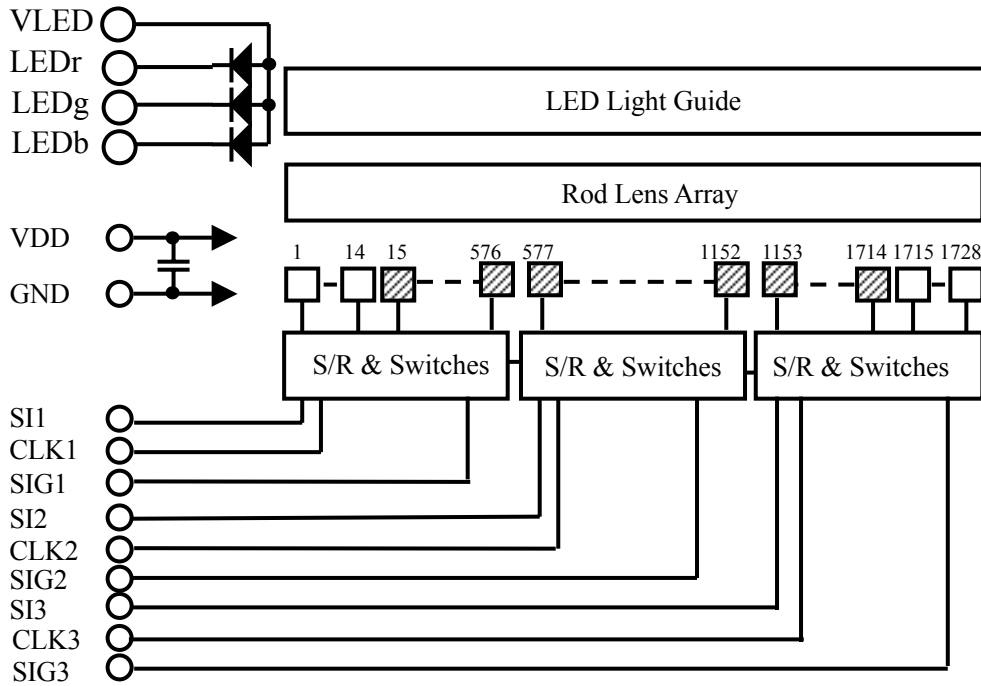 VLED
LEDr
LEDg
LEDb
LED Light Guide
Rod Lens Array
VDD
GND
1 14 15 576 577 1152 1153 1714 1715 1728
S/R & Switches S/R & Switches S/R & Switches
SI1
CLK1
SIG1
SI2
CLK2
SIG2
SI3
CLK3
SIG3